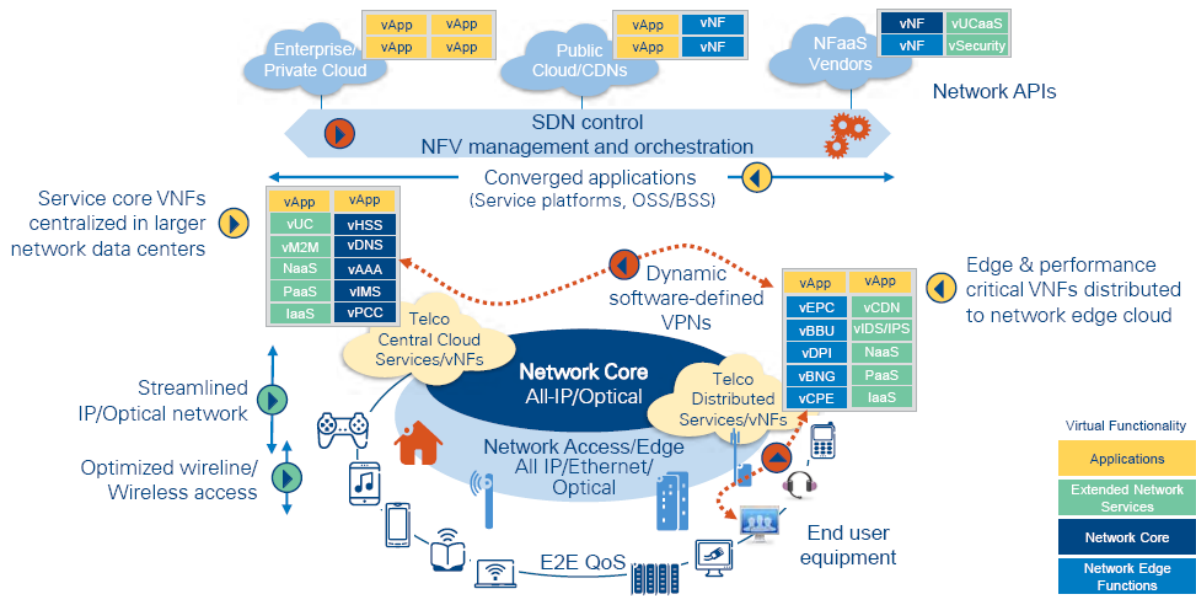 Enterprise/
Private Cloud
vApp vApp
vApp vApp
Public
Cloud/CDNs
vApp vNF
vApp vNF
NFaaS
Vendors
vNF vUCaaS
vNF vSecurity
Network APIs
SDN control
NFV management and orchestration
Converged applications
(Service platforms, OSS/BSS)
Service core VNFs
centralized in larger
network data centers
vApp vApp
vUC vHSS
vM2M vDNS
NaaS vAAA
PaaS vIMS
IaaS vPCC
Dynamic
software-defined
VPNs
vApp vApp
vEPC vCDN
vBBU vIDS/IPS
vDPI NaaS
vBNG PaaS
vCPE IaaS
Edge & performance
critical VNFs distributed
to network edge cloud
Telco
Central Cloud
Services/vNFs
Network Core
All-IP/Optical
Telco
Distributed
Services/vNFs
Streamlined
IP/Optical network
Network Access/Edge
All IP/Ethernet/
Optical
Optimized wireline/
Wireless access
End user
equipment
E2E QoS
Virtual Functionality
Applications
Extended Network
Services
Network Core
Network Edge
Functions